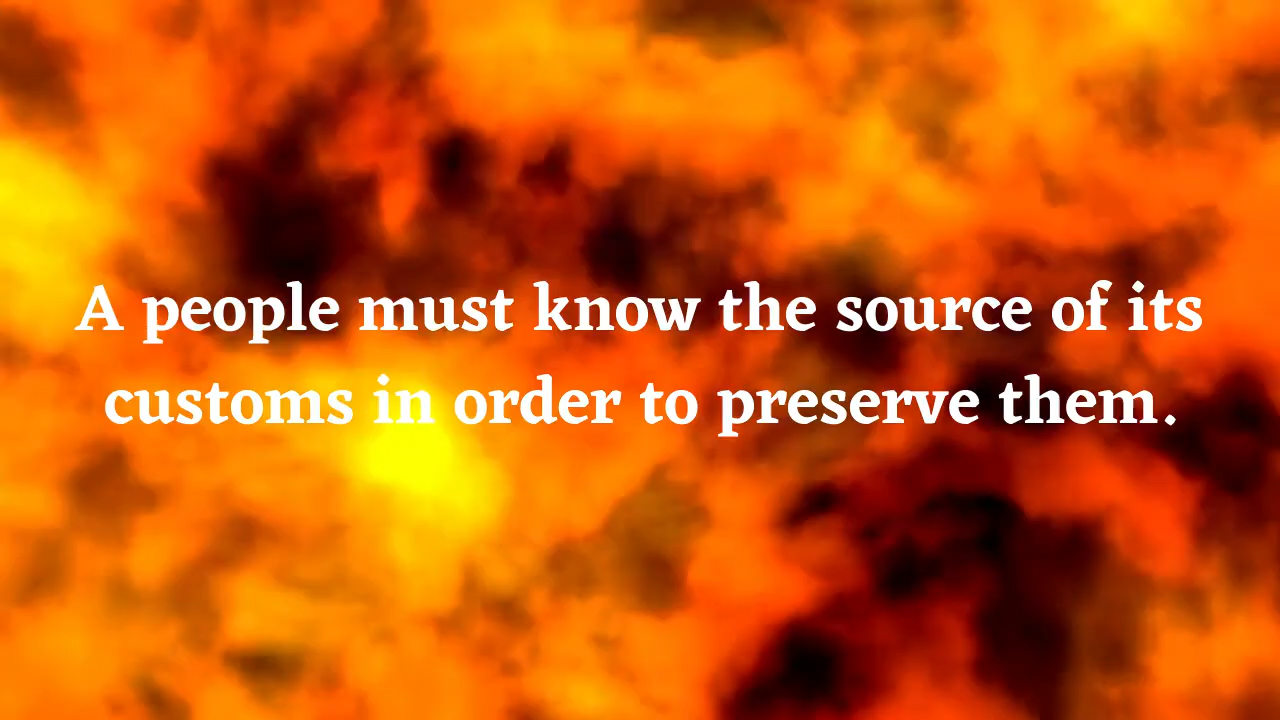 A people must know the source of its
customs in order to preserve them.